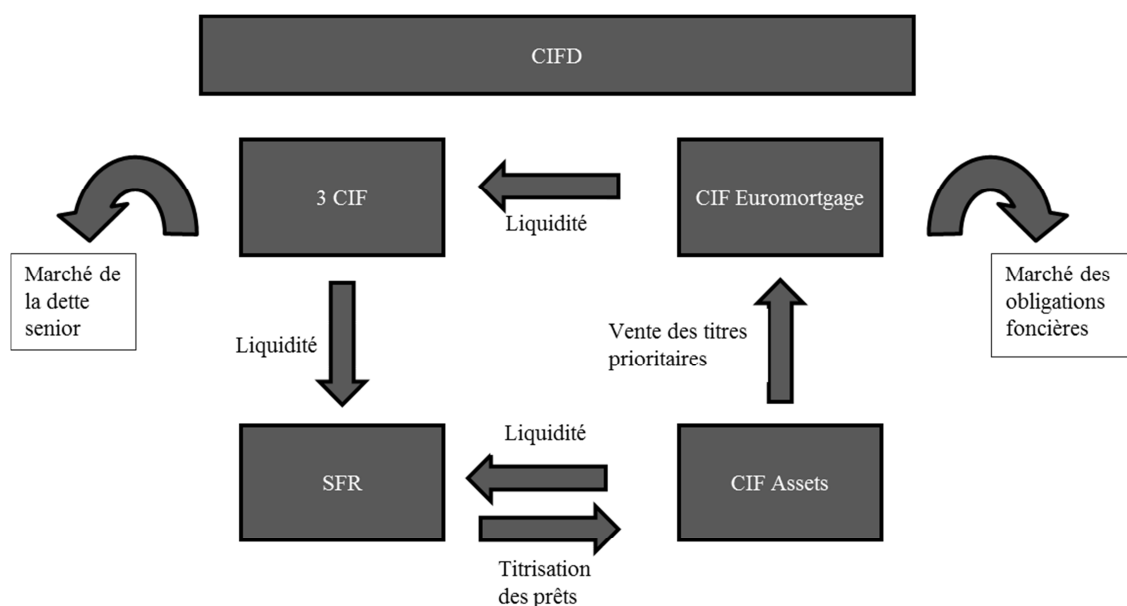 CIFD
3 CIF
CIF Euromortgage
Liquidité
Marché de
la dette
senior
Marché des
obligations
foncières
Liquidité
Vente des titres
prioritaires
Liquidité
SFR
CIF Assets
Titrisation
des prêts